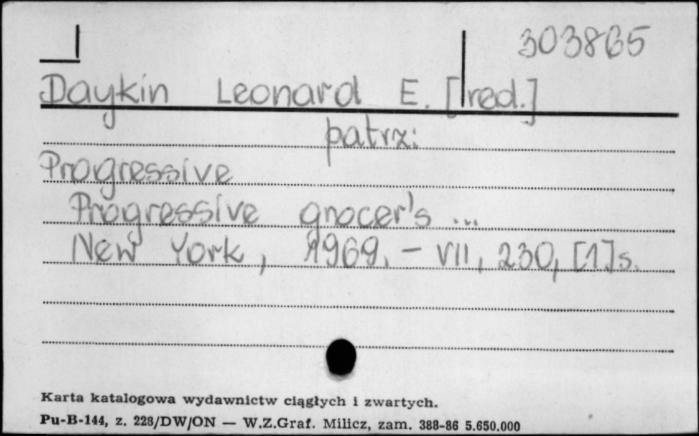 303865
Daykin Leonard E. [red.]
patrz:
Progressive
Progressive grocer's ...
New York, 1969. - VII, 230, [1] s.
Karta katalogowa wydawnictw ciągłych i zwartych.
Pu-B-144, z. 228/DW/ON — W.Z.Graf. Milicz, zam. 388-86 5.650.000